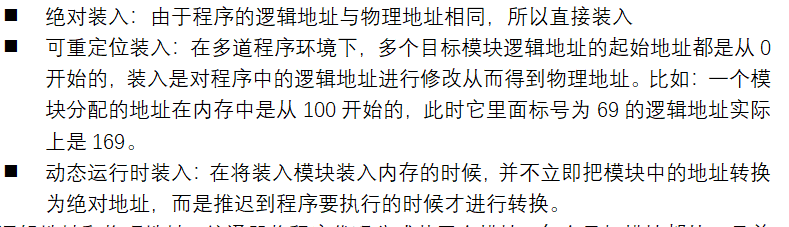 ■ 绝对装入：由于程序的逻辑地址与物理地址相同，所以直接装入
■ 可重定位装入：在多道程序环境下，多个目标模块逻辑地址的起始地址都是从 0
开始的，装入是对程序中的逻辑地址进行修改从而得到物理地址。比如：一个模
块分配的地址在内存中是从 100 开始的，此时它里面标号为 69 的逻辑地址实际
上是 169。
■ 动态运行时装入：在将装入模块装入内存的时候，并不立即把模块中的地址转换
为绝对地址，而是推迟到程序要执行的时候才进行转换。